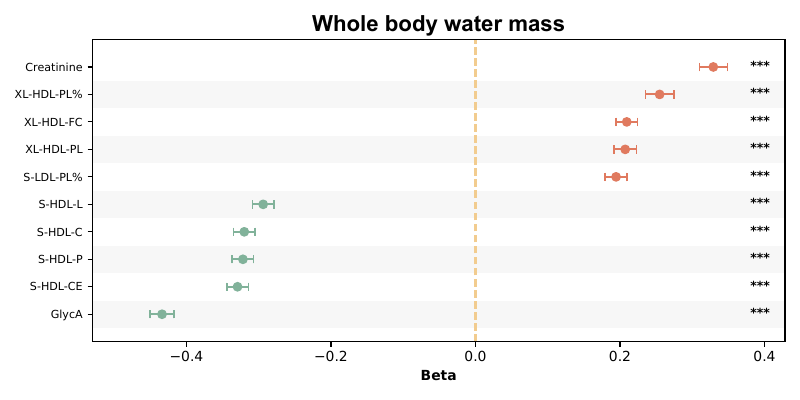 Whole body water mass
Creatinine ***
XL-HDL-PL% ***
XL-HDL-FC ***
XL-HDL-PL ***
S-LDL-PL% ***
S-HDL-L ***
S-HDL-C ***
S-HDL-P ***
S-HDL-CE ***
GlycA ***
−0.4 −0.2 0.0 0.2 0.4
Beta